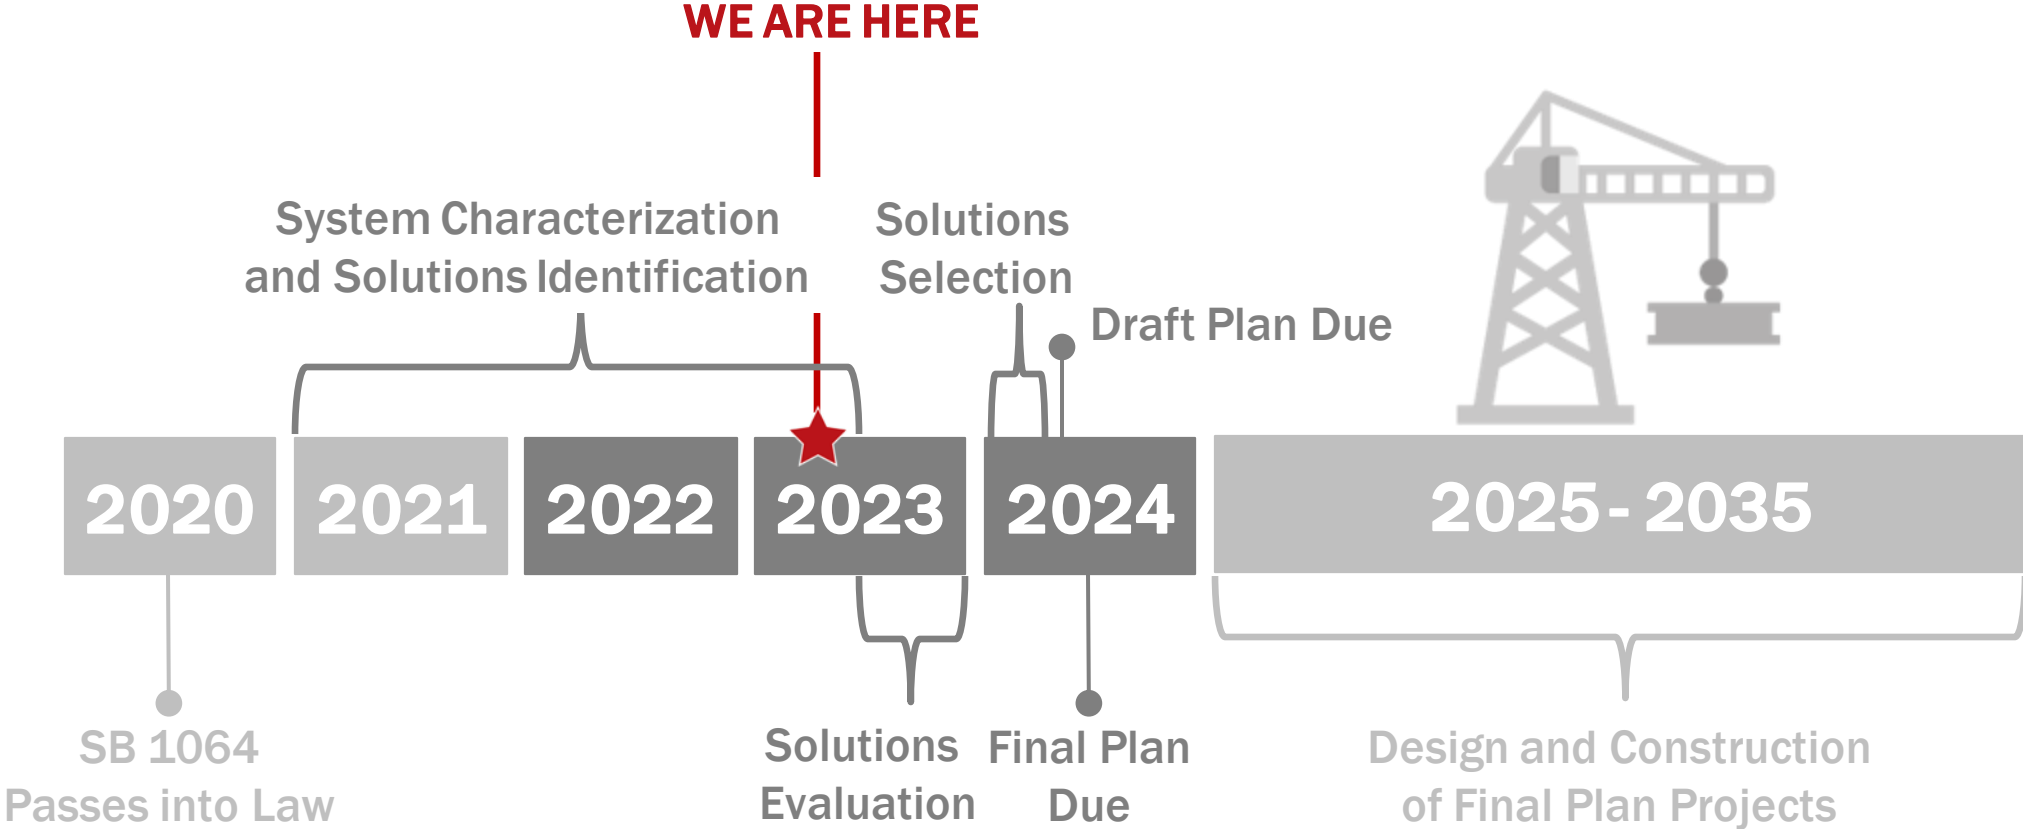 WE ARE HERE
System Characterization
and Solutions Identification
Solutions
Selection
Draft Plan Due
2020
2021
2022
2023
2024
2025 - 2035
SB 1064
Passes into Law
Solutions
Evaluation
Final Plan
Due
Design and Construction
of Final Plan Projects